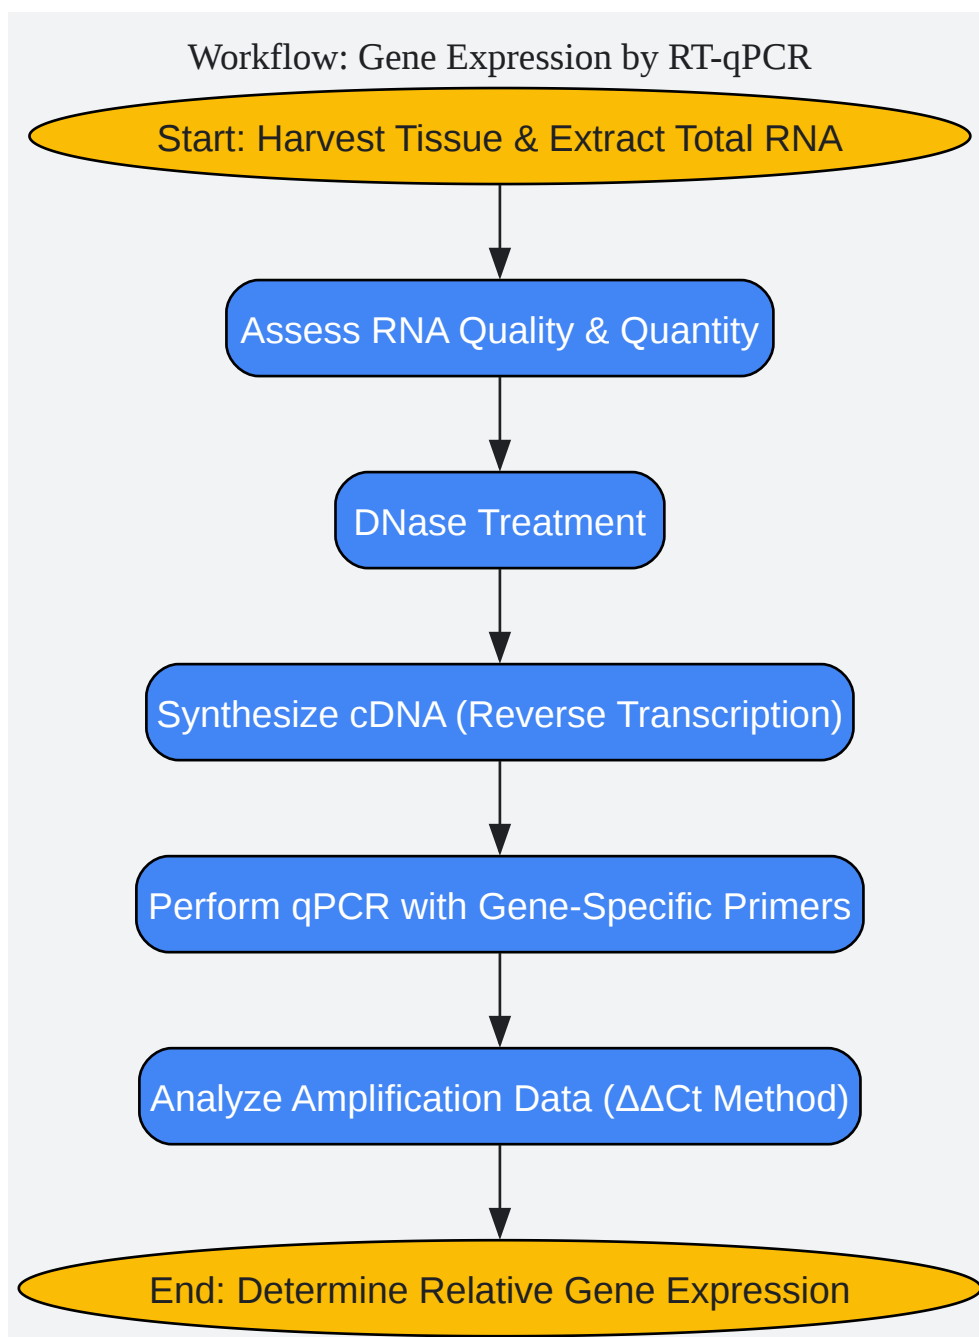 Workflow: Gene Expression by RT-qPCR
Start: Harvest Tissue & Extract Total RNA
Assess RNA Quality & Quantity
DNase Treatment
Synthesize cDNA (Reverse Transcription)
Perform qPCR with Gene-Specific Primers
Analyze Amplification Data (ΔΔCt Method)
End: Determine Relative Gene Expression